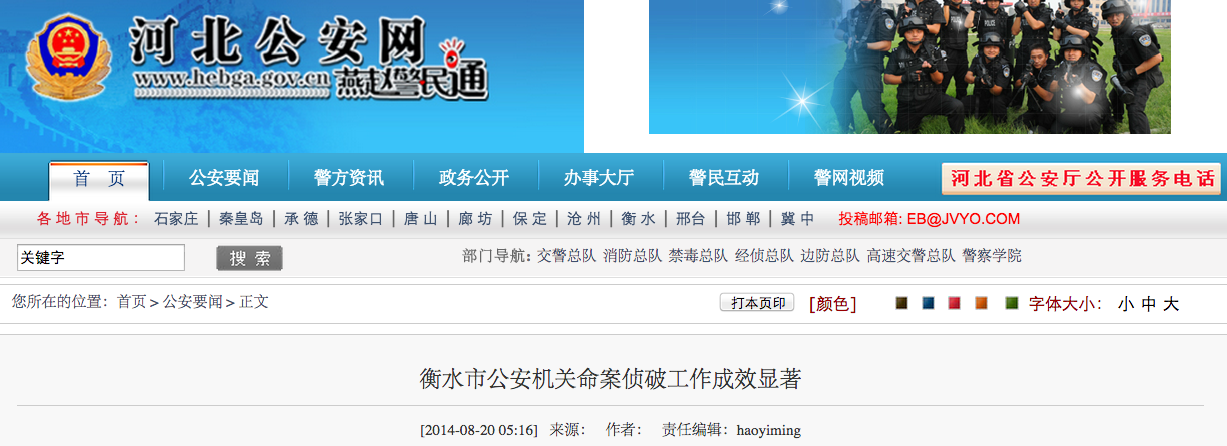 河北公安网
www.hebga.gov.cn 燕赵警民通
首 页 公安要闻 警方资讯 政务公开 办事大厅 警民互动 警网视频 河北省公安厅公开服务电话
各地市导航: 石家庄 | 秦皇岛 | 承德 | 张家口 | 唐山 | 廊坊 | 保定 | 沧州 | 衡水 | 邢台 | 邯郸 | 冀中 投稿邮箱: EB@JVYO.COM
关键字 搜 索 部门导航: 交警总队 消防总队 禁毒总队 经侦总队 边防总队 高速交警总队 警察学院
您所在的位置: 首页 > 公安要闻 > 正文 打本页印 [颜色] 字体大小: 小 中 大
衡水市公安机关命案侦破工作成效显著
[2014-08-20 05:16] 来源: 作者: 责任编辑: haoyiming